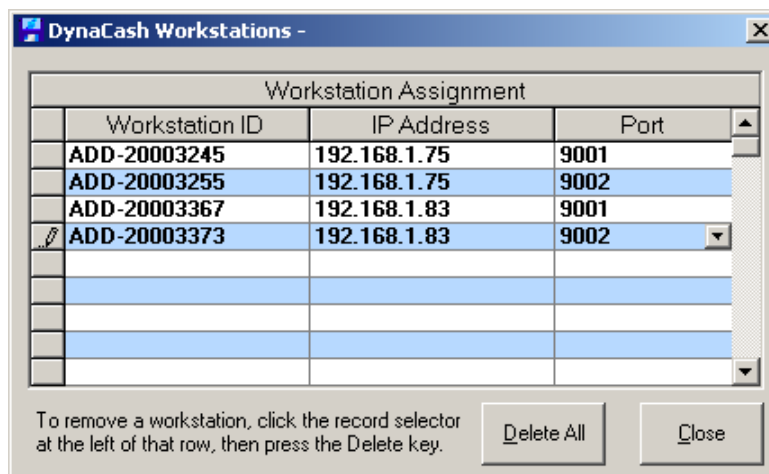 DynaCash Workstations -
Workstation Assignment
Workstation ID IP Address Port
ADD-20003245 192.168.1.75 9001
ADD-20003255 192.168.1.75 9002
ADD-20003367 192.168.1.83 9001
ADD-20003373 192.168.1.83 9002
To remove a workstation, click the record selector
at the left of that row, then press the Delete key.
Delete All Close